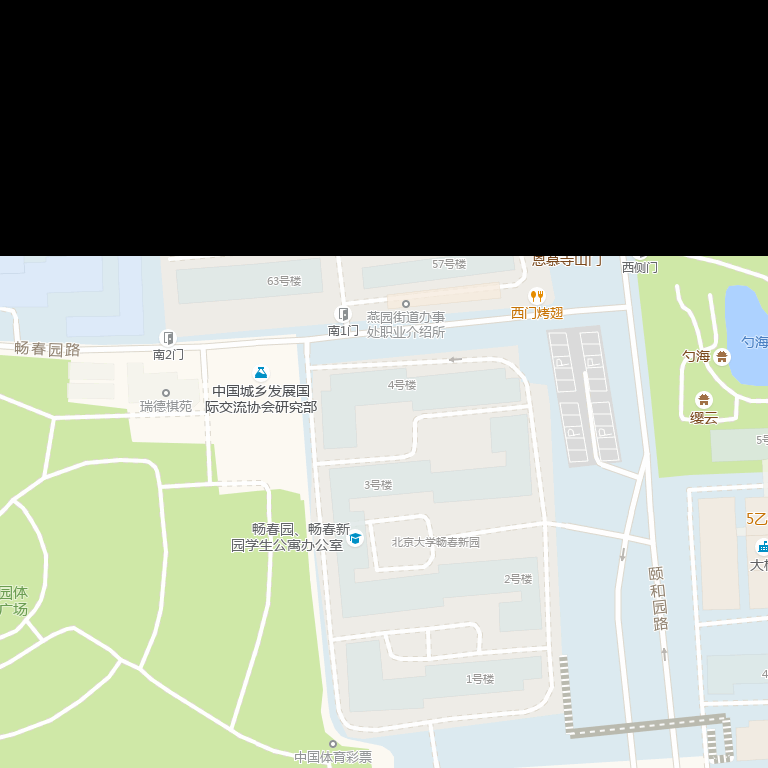 57号楼
恩慕寺山门
西侧门
63号楼
西门烤翅
燕园街道办事
处职业介绍所
南1门
南2门
畅春园路
勺海
勺海
4号楼
中国城乡发展国
际交流协会研究部
瑞德棋苑
缨云
5号
3号楼
畅春园、畅春新
园学生公寓办公室
北京大学畅春新园
5乙
大楼
2号楼
颐和园路
园体
广场
1号楼
4
中国体育彩票
P
P
P
P